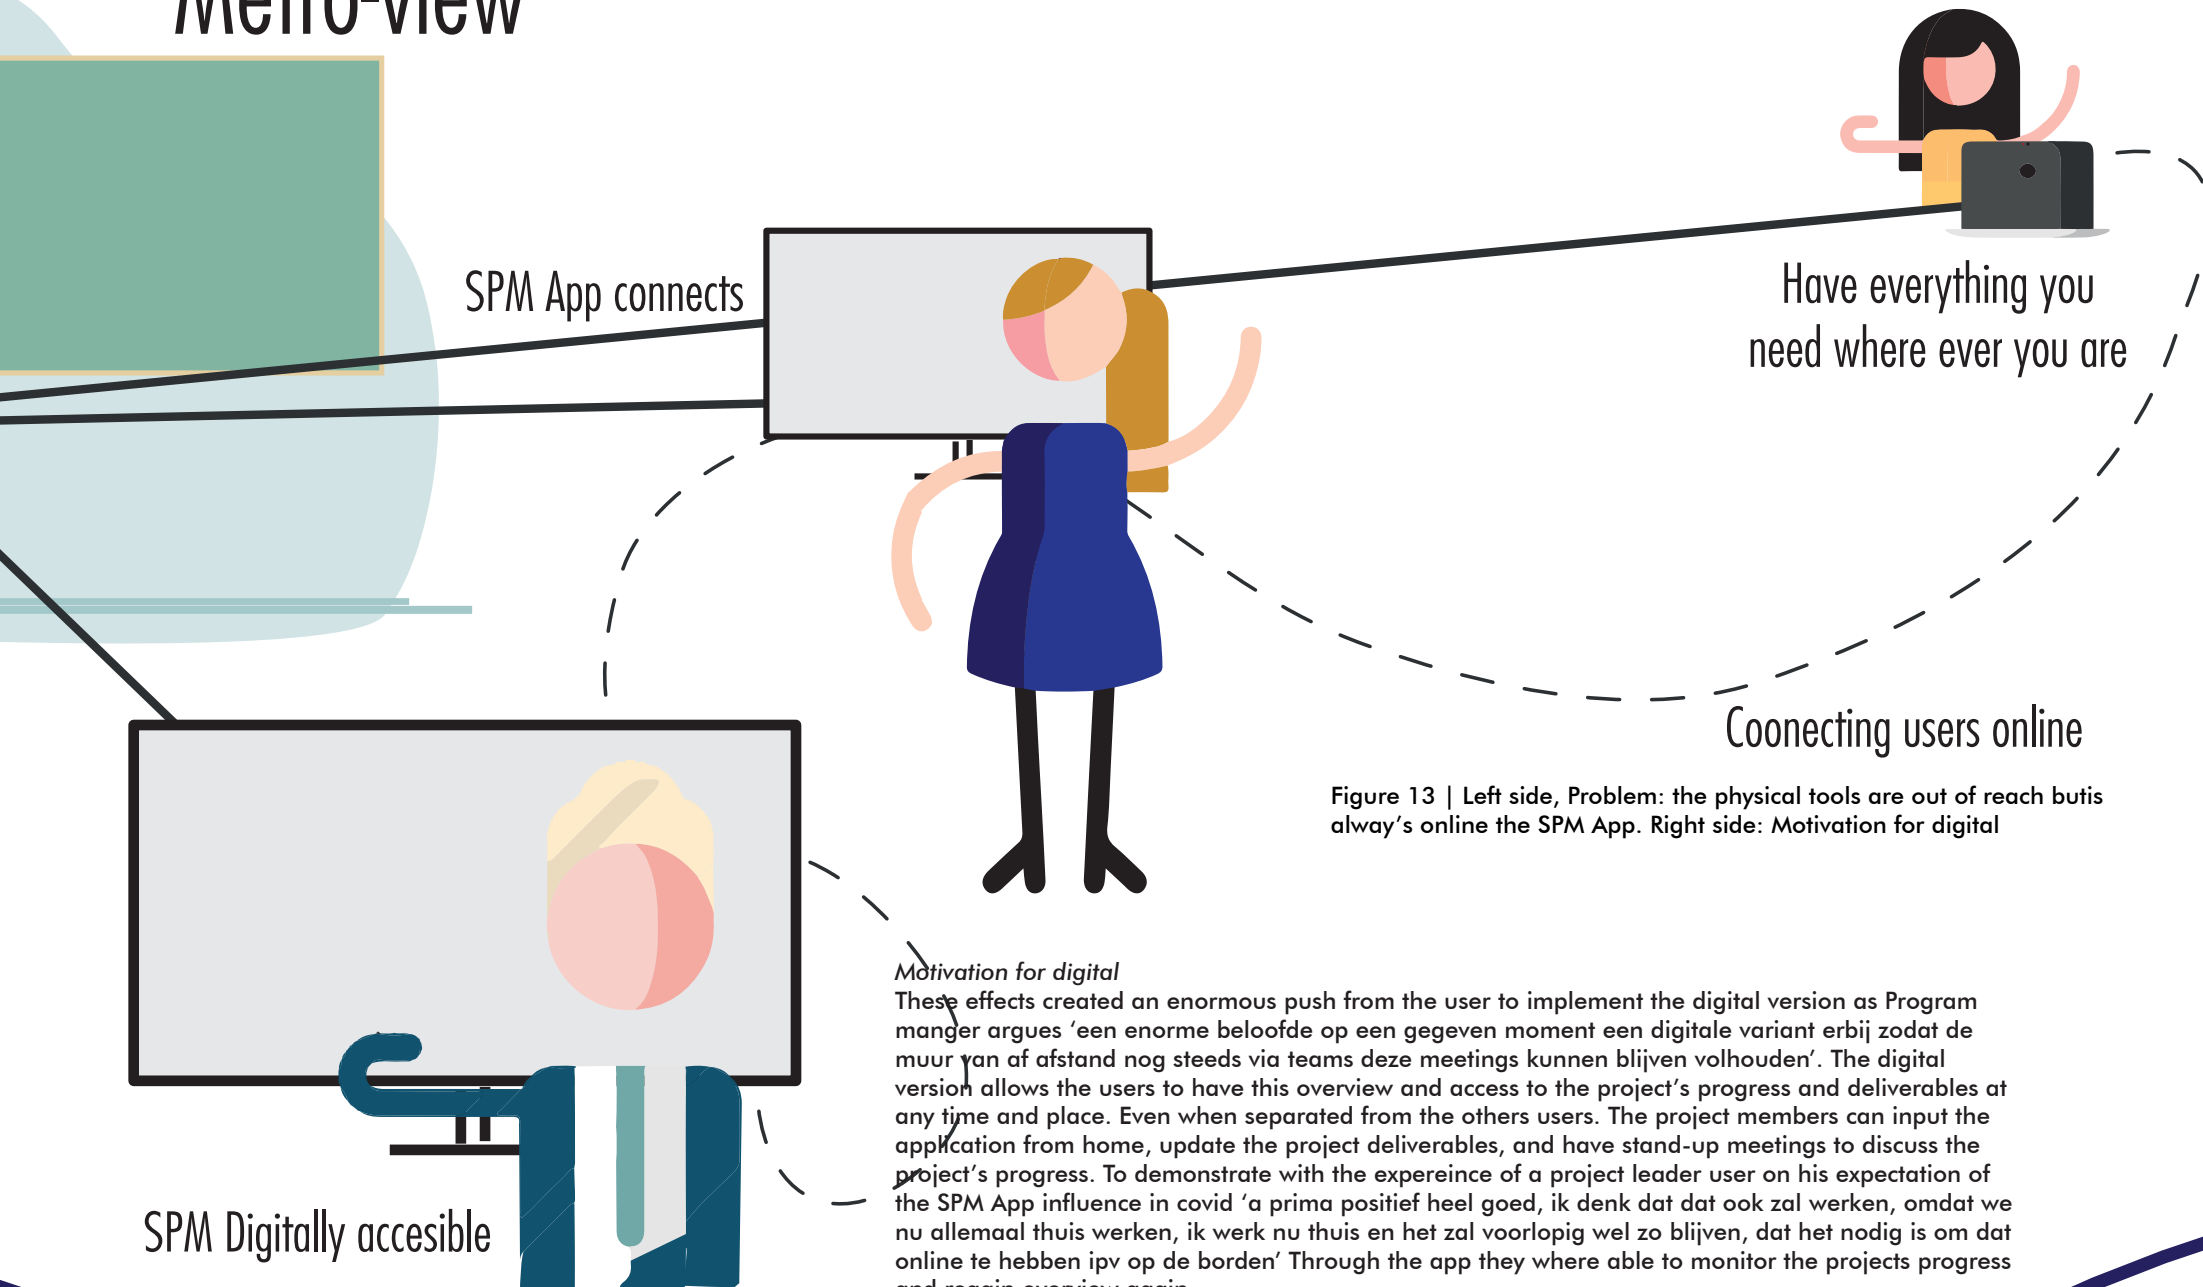 Metro-view
SPM App connects
Have everything you
need where ever you are
Coonecting users online
Figure 13 | Left side, Problem: the physical tools are out of reach butis
alway's online the SPM App. Right side: Motivation for digital
SPM Digitally accesible
Motivation for digital
These effects created an enormous push from the user to implement the digital version as Program
manger argues ‘een enorme beloofde op een gegeven moment een digitale variant erbij zodat de
muur van af afstand nog steeds via teams deze meetings kunnen blijven volhouden’. The digital
version allows the users to have this overview and access to the project’s progress and deliverables at
any time and place. Even when separated from the others users. The project members can input the
application from home, update the project deliverables, and have stand-up meetings to discuss the
project’s progress. To demonstrate with the expereince of a project leader user on his expectation of
the SPM App influence in covid ‘a prima positief heel goed, ik denk dat dat ook zal werken, omdat we
nu allemaal thuis werken, ik werk nu thuis en het zal voorlopig wel zo blijven, dat het nodig is om dat
online te hebben ipv op de borden’ Through the app they where able to monitor the projects progress
and regain overview again